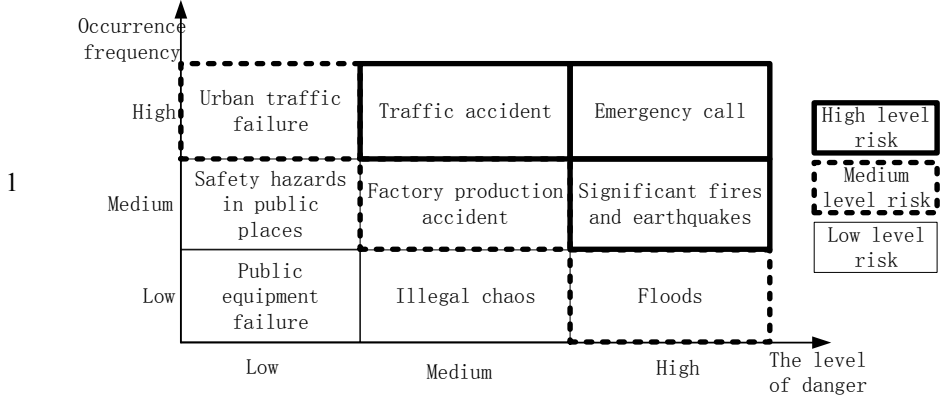 Occurrence
frequency
High
Urban traffic
failure
Traffic accident
Emergency call
High level
risk
1
Medium
Safety hazards
in public
places
Factory production
accident
Significant fires
and earthquakes
Medium
level risk
Low level
risk
Low
Public
equipment
failure
Illegal chaos
Floods
Low
Medium
High
The level
of danger